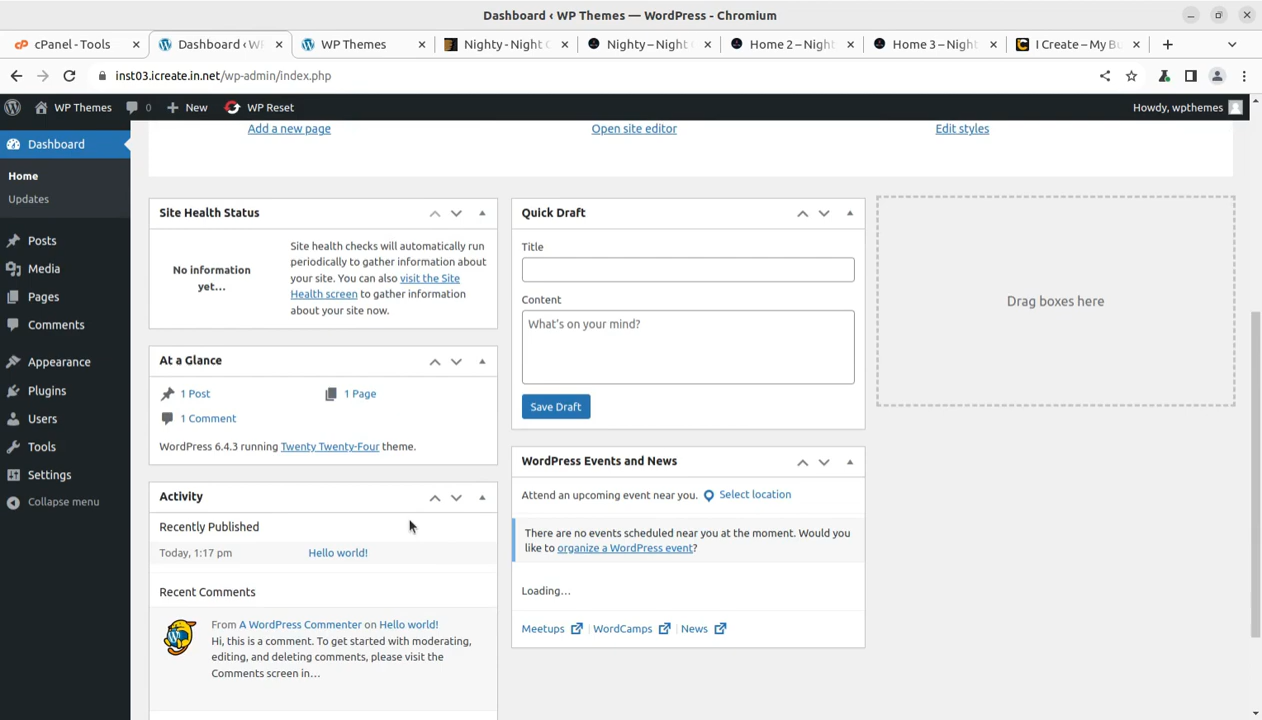 Dashboard ‹ WP Themes — WordPress - Chromium
cPanel - Tools
Dashboard ‹ W
WP Themes
Nighty - Night C
Nighty – Night
Home 2 – Night
Home 3 – Night
I Create – My Bu
inst03.icreate.in.net/wp-admin/index.php
WP Themes
0
New
WP Reset
Howdy, wpthemes
Dashboard
Home
Updates
Posts
Media
Pages
Comments
Appearance
Plugins
Users
Tools
Settings
Collapse menu
Add a new page
Open site editor
Edit styles
Site Health Status
No information
yet...
Site health checks will automatically run
periodically to gather information about
your site. You can also visit the Site
Health screen to gather information
about your site now.
At a Glance
1 Post
1 Page
1 Comment
WordPress 6.4.3 running Twenty Twenty-Four theme.
Activity
Recently Published
Today, 1:17 pm
Hello world!
Recent Comments
From A WordPress Commenter on Hello world!
Hi, this is a comment. To get started with moderating,
editing, and deleting comments, please visit the
Comments screen in…
Quick Draft
Title
Content
What's on your mind?
Save Draft
WordPress Events and News
Attend an upcoming event near you.
Select location
There are no events scheduled near you at the moment. Would you
like to organize a WordPress event?
Loading…
Meetups
WordCamps
News
Drag boxes here